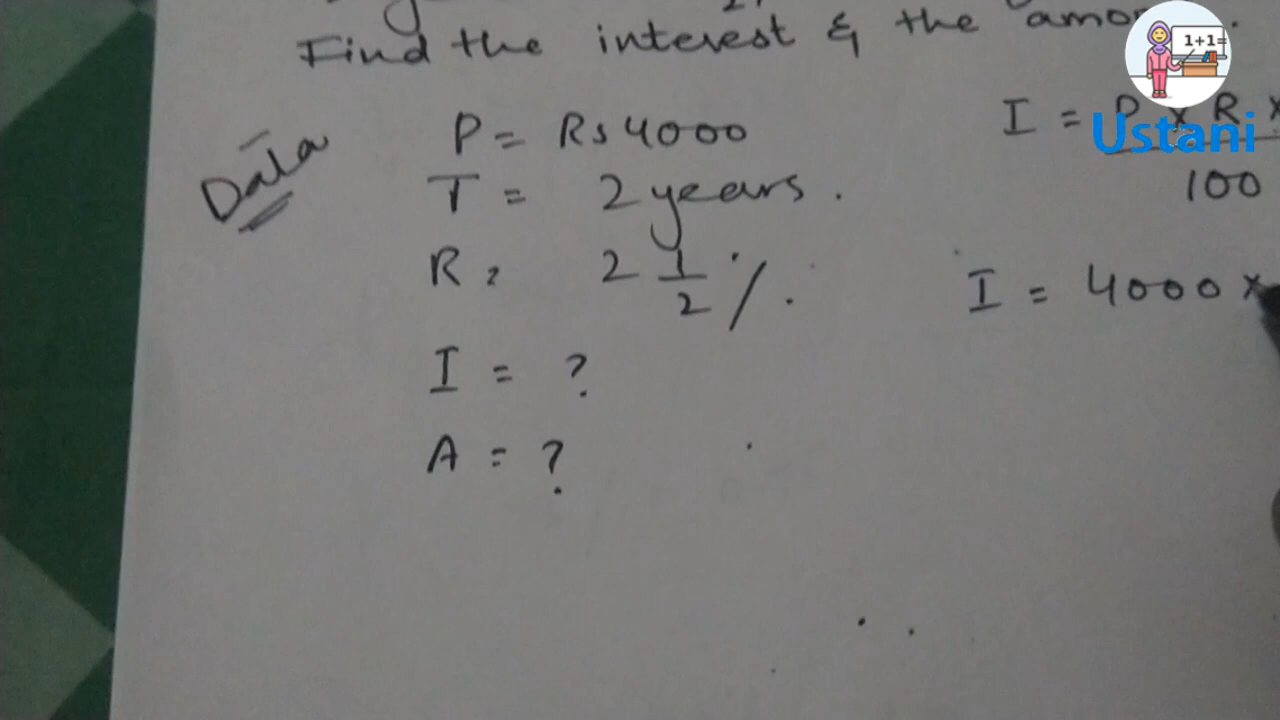 Find the interest & the
1+1=
Ustani
Data
P = Rs 4000
T = 2 years.
R = 2 1/2 %.
I = ?
A = ?
I = P x R x
100
I = 4000 x